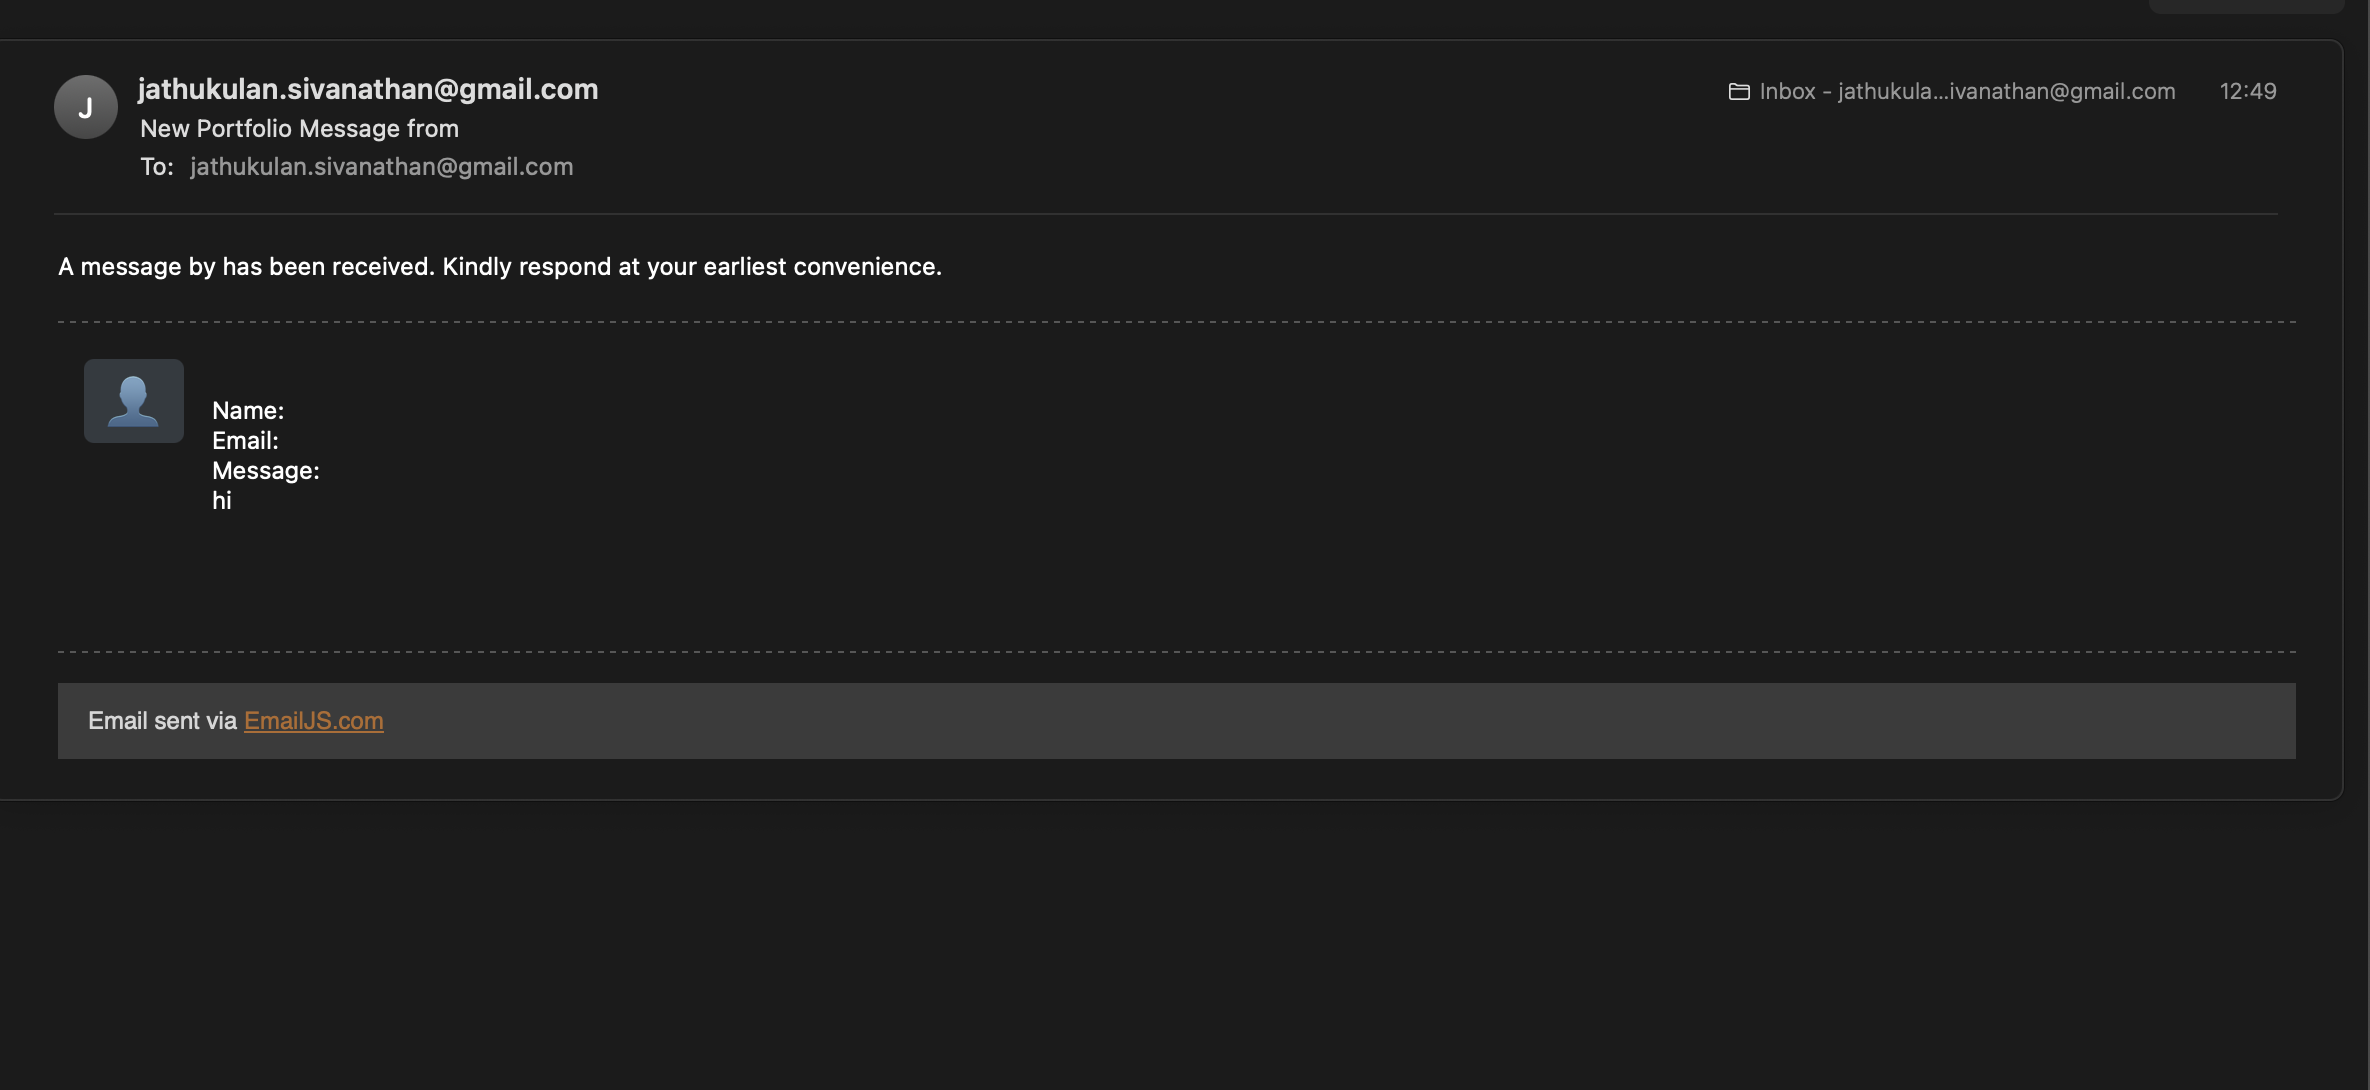 J
jathukulan.sivanathan@gmail.com
Inbox - jathukula...ivanathan@gmail.com 12:49
New Portfolio Message from
To: jathukulan.sivanathan@gmail.com
A message by has been received. Kindly respond at your earliest convenience.
Name:
Email:
Message:
hi
Email sent via EmailJS.com